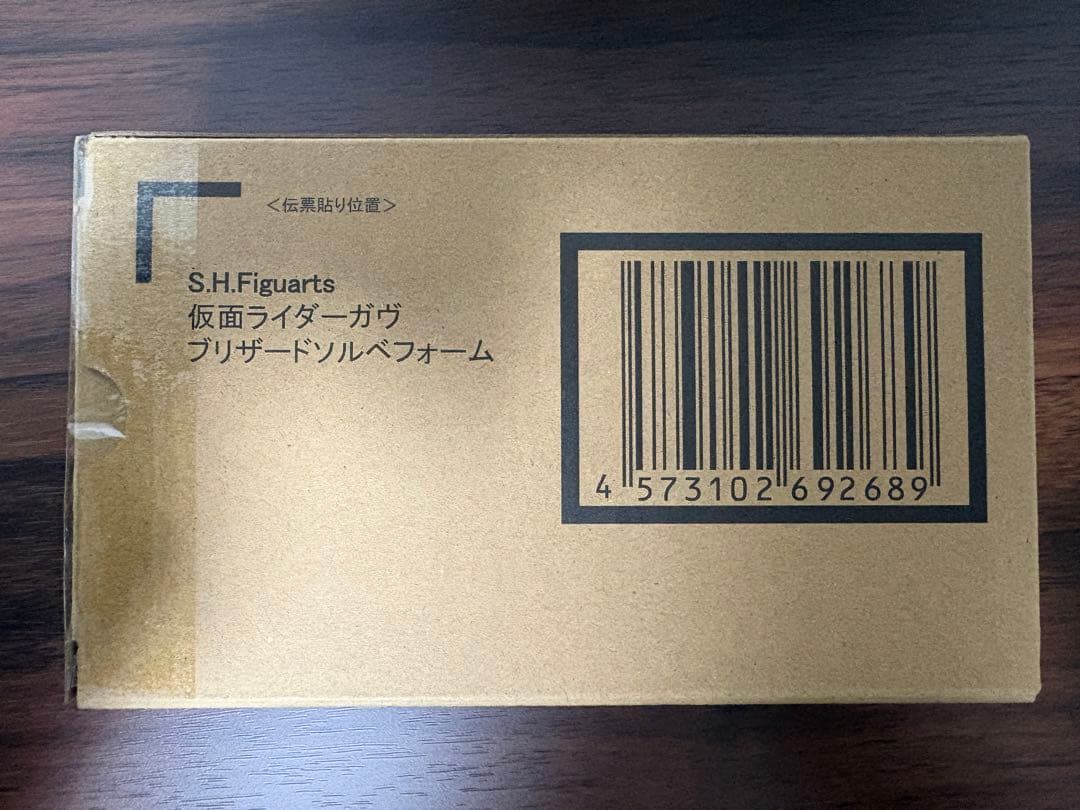 <伝票貼り位置>
S.H.Figuarts
仮面ライダーガヴ
ブリザードソルベフォーム
4 573102 692689